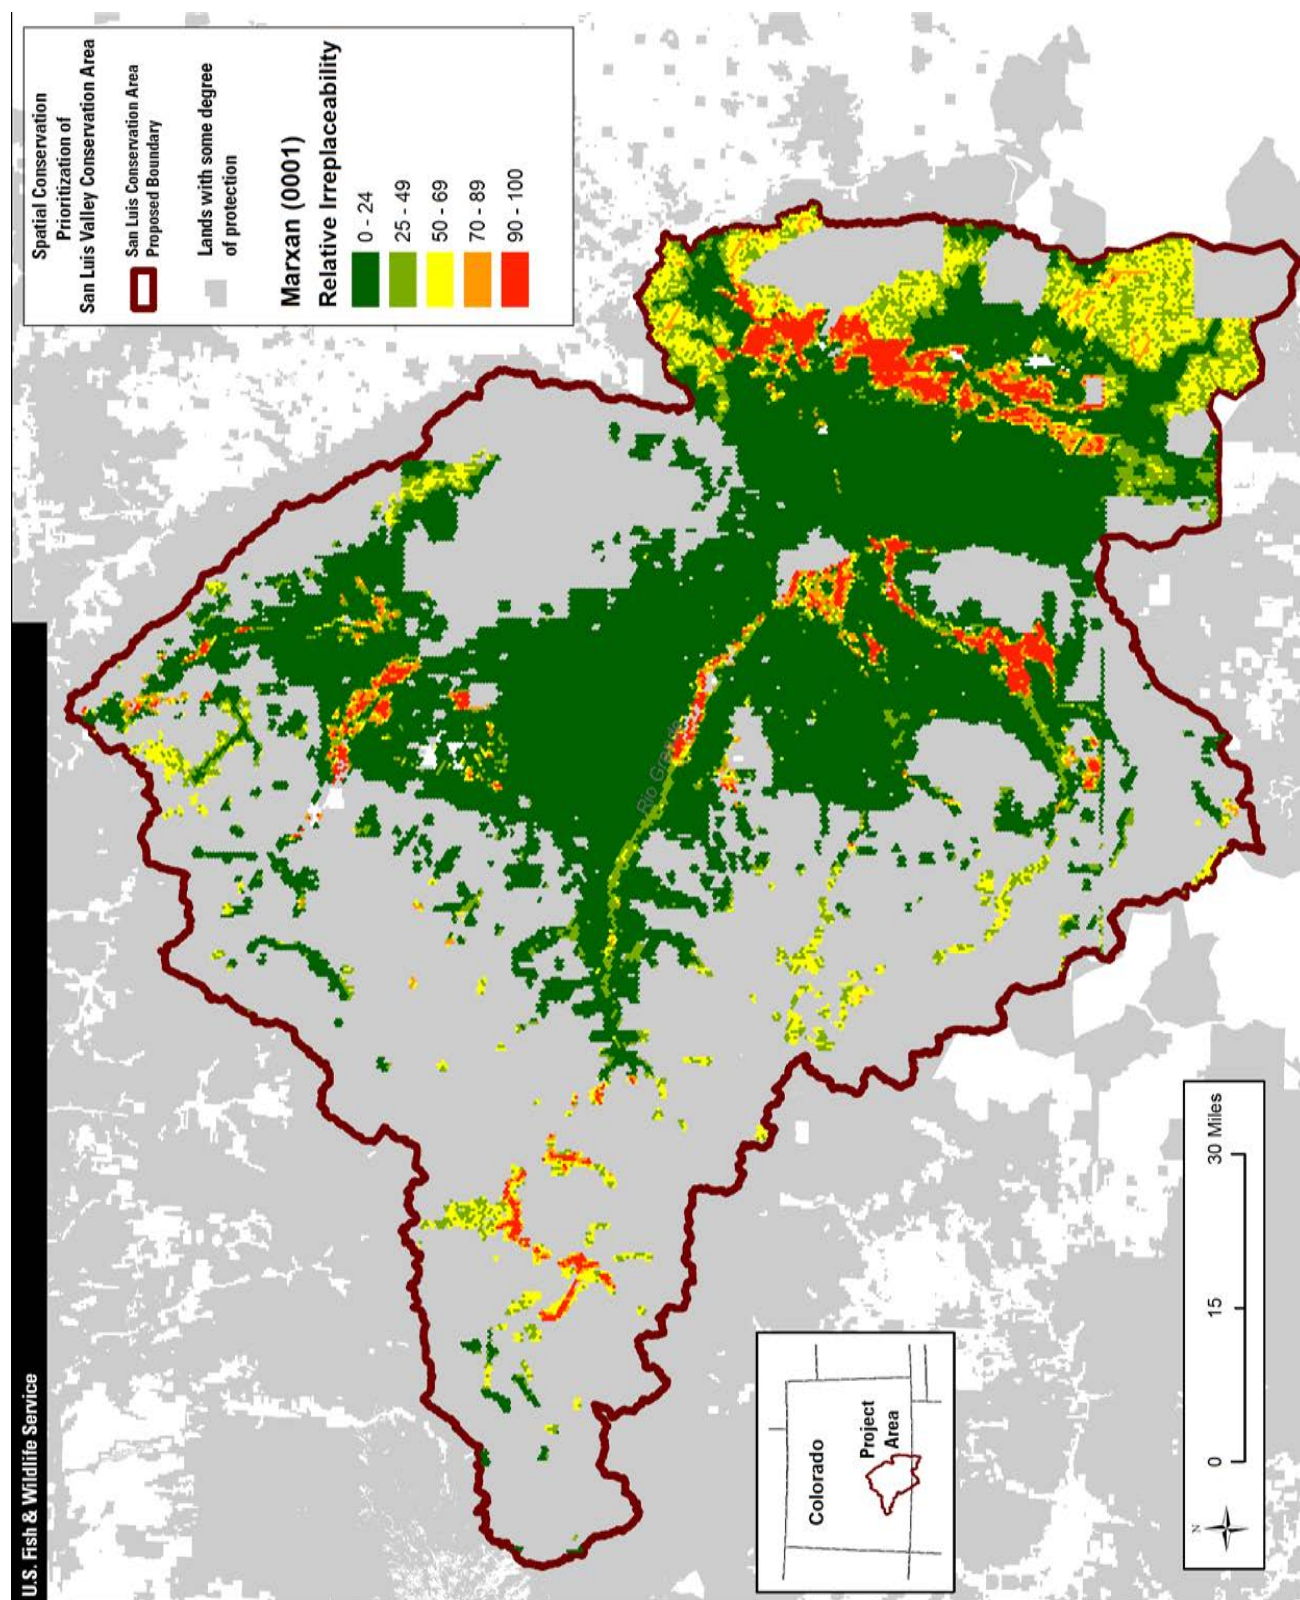 U.S. Fish & Wildlife Service
Spatial Conservation
Prioritization of
San Luis Valley Conservation Area
San Luis Conservation Area
Proposed Boundary
Lands with some degree
of protection
Marxan (0001)
Relative Irreplaceability
0 - 24
25 - 49
50 - 69
70 - 89
90 - 100
Rio Grande
Colorado
Project
Area
N
0 15 30 Miles